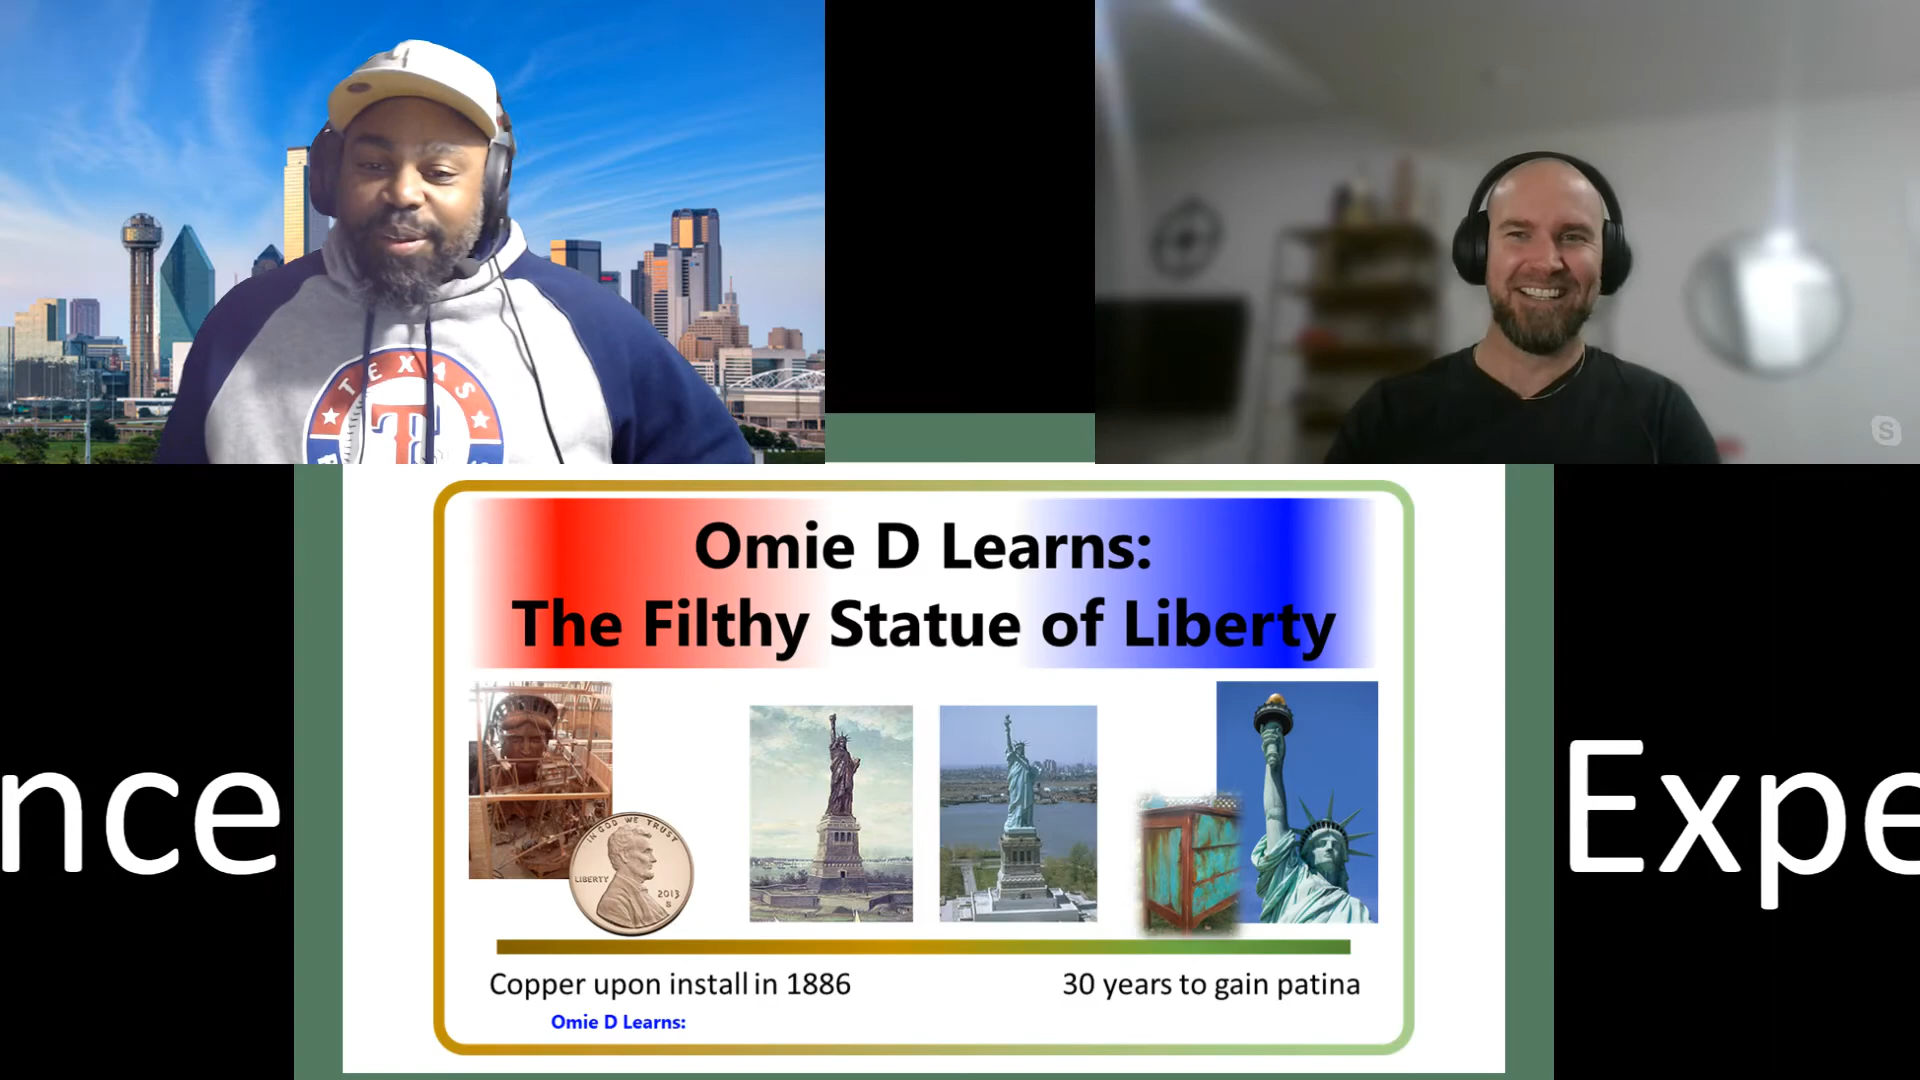 TEXAS
T
S
Omie D Learns:
The Filthy Statue of Liberty
IN GOD WE TRUST
LIBERTY
2013
S
nce
Expe
Copper upon install in 1886
30 years to gain patina
Omie D Learns: